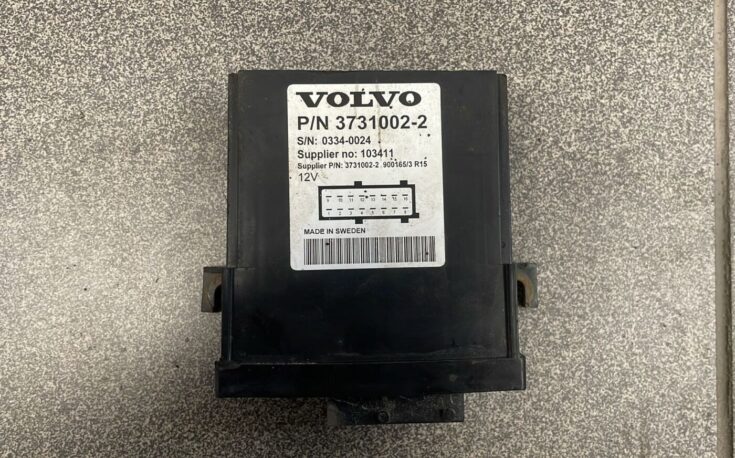 VOLVO
P/N 3731002-2
S/N: 0334-0024
Supplier no: 103411
Supplier P/N: 3731002-2 900165/3 R15
12V
9 10 11 12 13 14 15 16
1 2 3 4 5 6 7 8
MADE IN SWEDEN